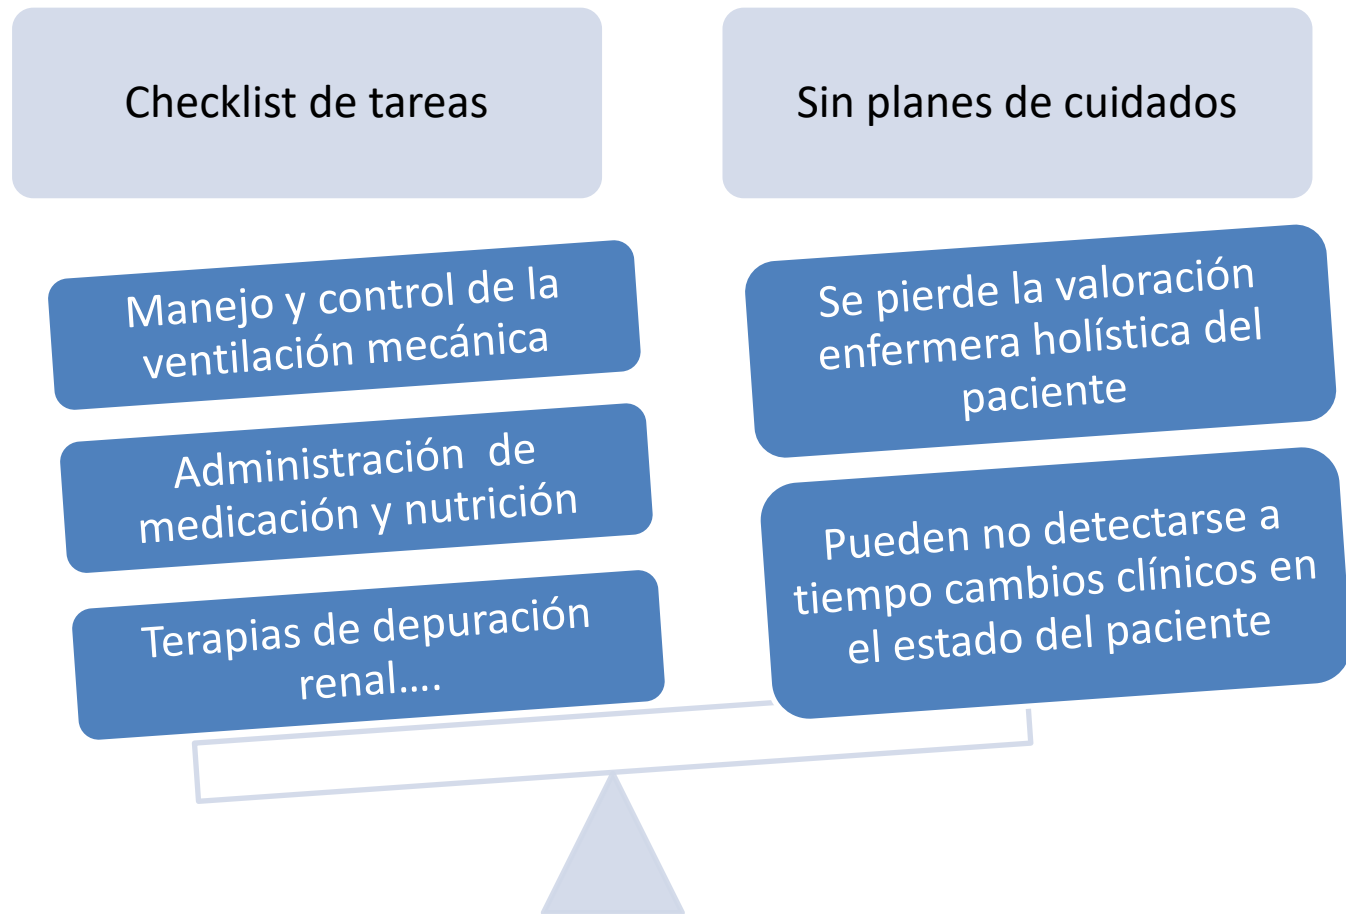 Checklist de tareas
Sin planes de cuidados
Manejo y control de la
ventilación mecánica
Administración  de
medicación y nutrición
Terapias de depuración
renal....
Se pierde la valoración
enfermera holística del
paciente
Pueden no detectarse a
tiempo cambios clínicos en
el estado del paciente